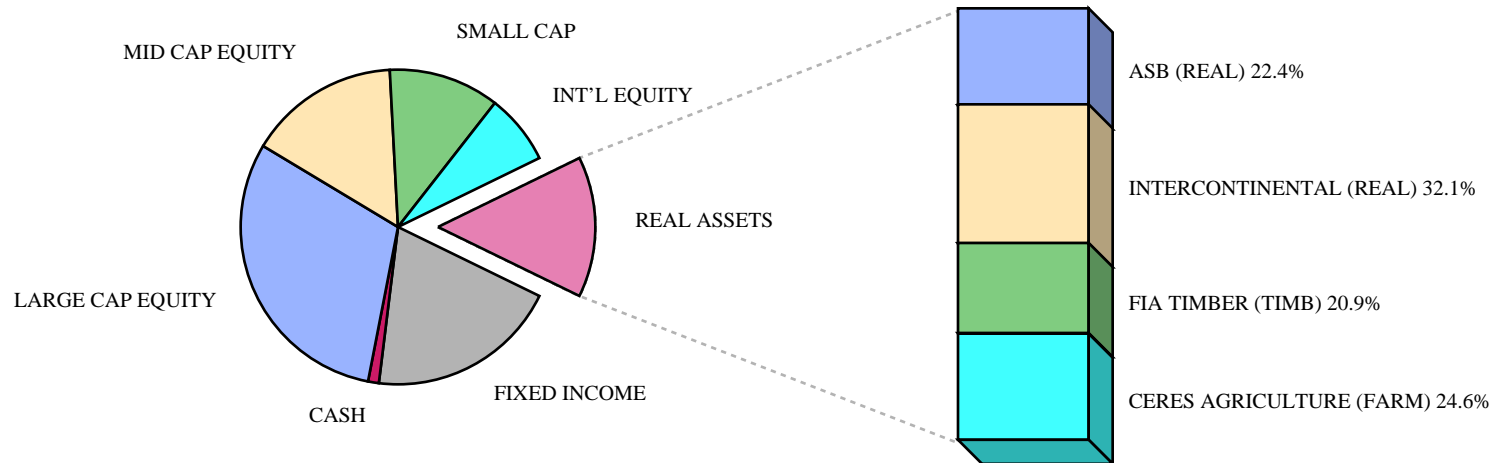 SMALL CAP
MID CAP EQUITY
INT'L EQUITY
REAL ASSETS
LARGE CAP EQUITY
FIXED INCOME
CASH
ASB (REAL) 22.4%
INTERCONTINENTAL (REAL) 32.1%
FIA TIMBER (TIMB) 20.9%
CERES AGRICULTURE (FARM) 24.6%